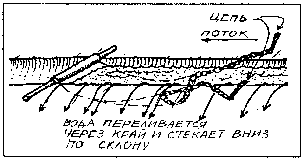 ЦЕПЬ
ПОТОК
ВОДА ПЕРЕЛИВАЕТСЯ
ЧЕРЕЗ КРАЙ И СТЕКАЕТ ВНИЗ
ПО СКЛОНУ